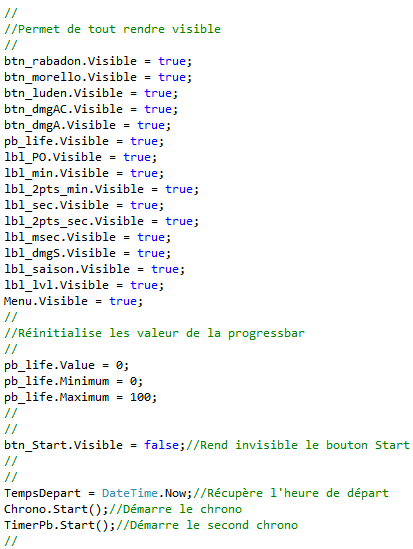 //
//Permet de tout rendre visible
//
btn_rabadon.Visible = true;
btn_morello.Visible = true;
btn_luden.Visible = true;
btn_dmgAC.Visible = true;
btn_dmgA.Visible = true;
pb_life.Visible = true;
lbl_PO.Visible = true;
lbl_min.Visible = true;
lbl_2pts_min.Visible = true;
lbl_sec.Visible = true;
lbl_2pts_sec.Visible = true;
lbl_msec.Visible = true;
lbl_dmgS.Visible = true;
lbl_saison.Visible = true;
lbl_lvl.Visible = true;
Menu.Visible = true;
//
//Réinitialise les valeur de la progressbar
//
pb_life.Value = 0;
pb_life.Minimum = 0;
pb_life.Maximum = 100;
//
//
btn_Start.Visible = false;//Rend invisible le bouton Start
//
//
TempsDepart = DateTime.Now;//Récupère l'heure de départ
Chrono.Start();//Démarre le chrono
TimerPb.Start();//Démarre le second chrono
//